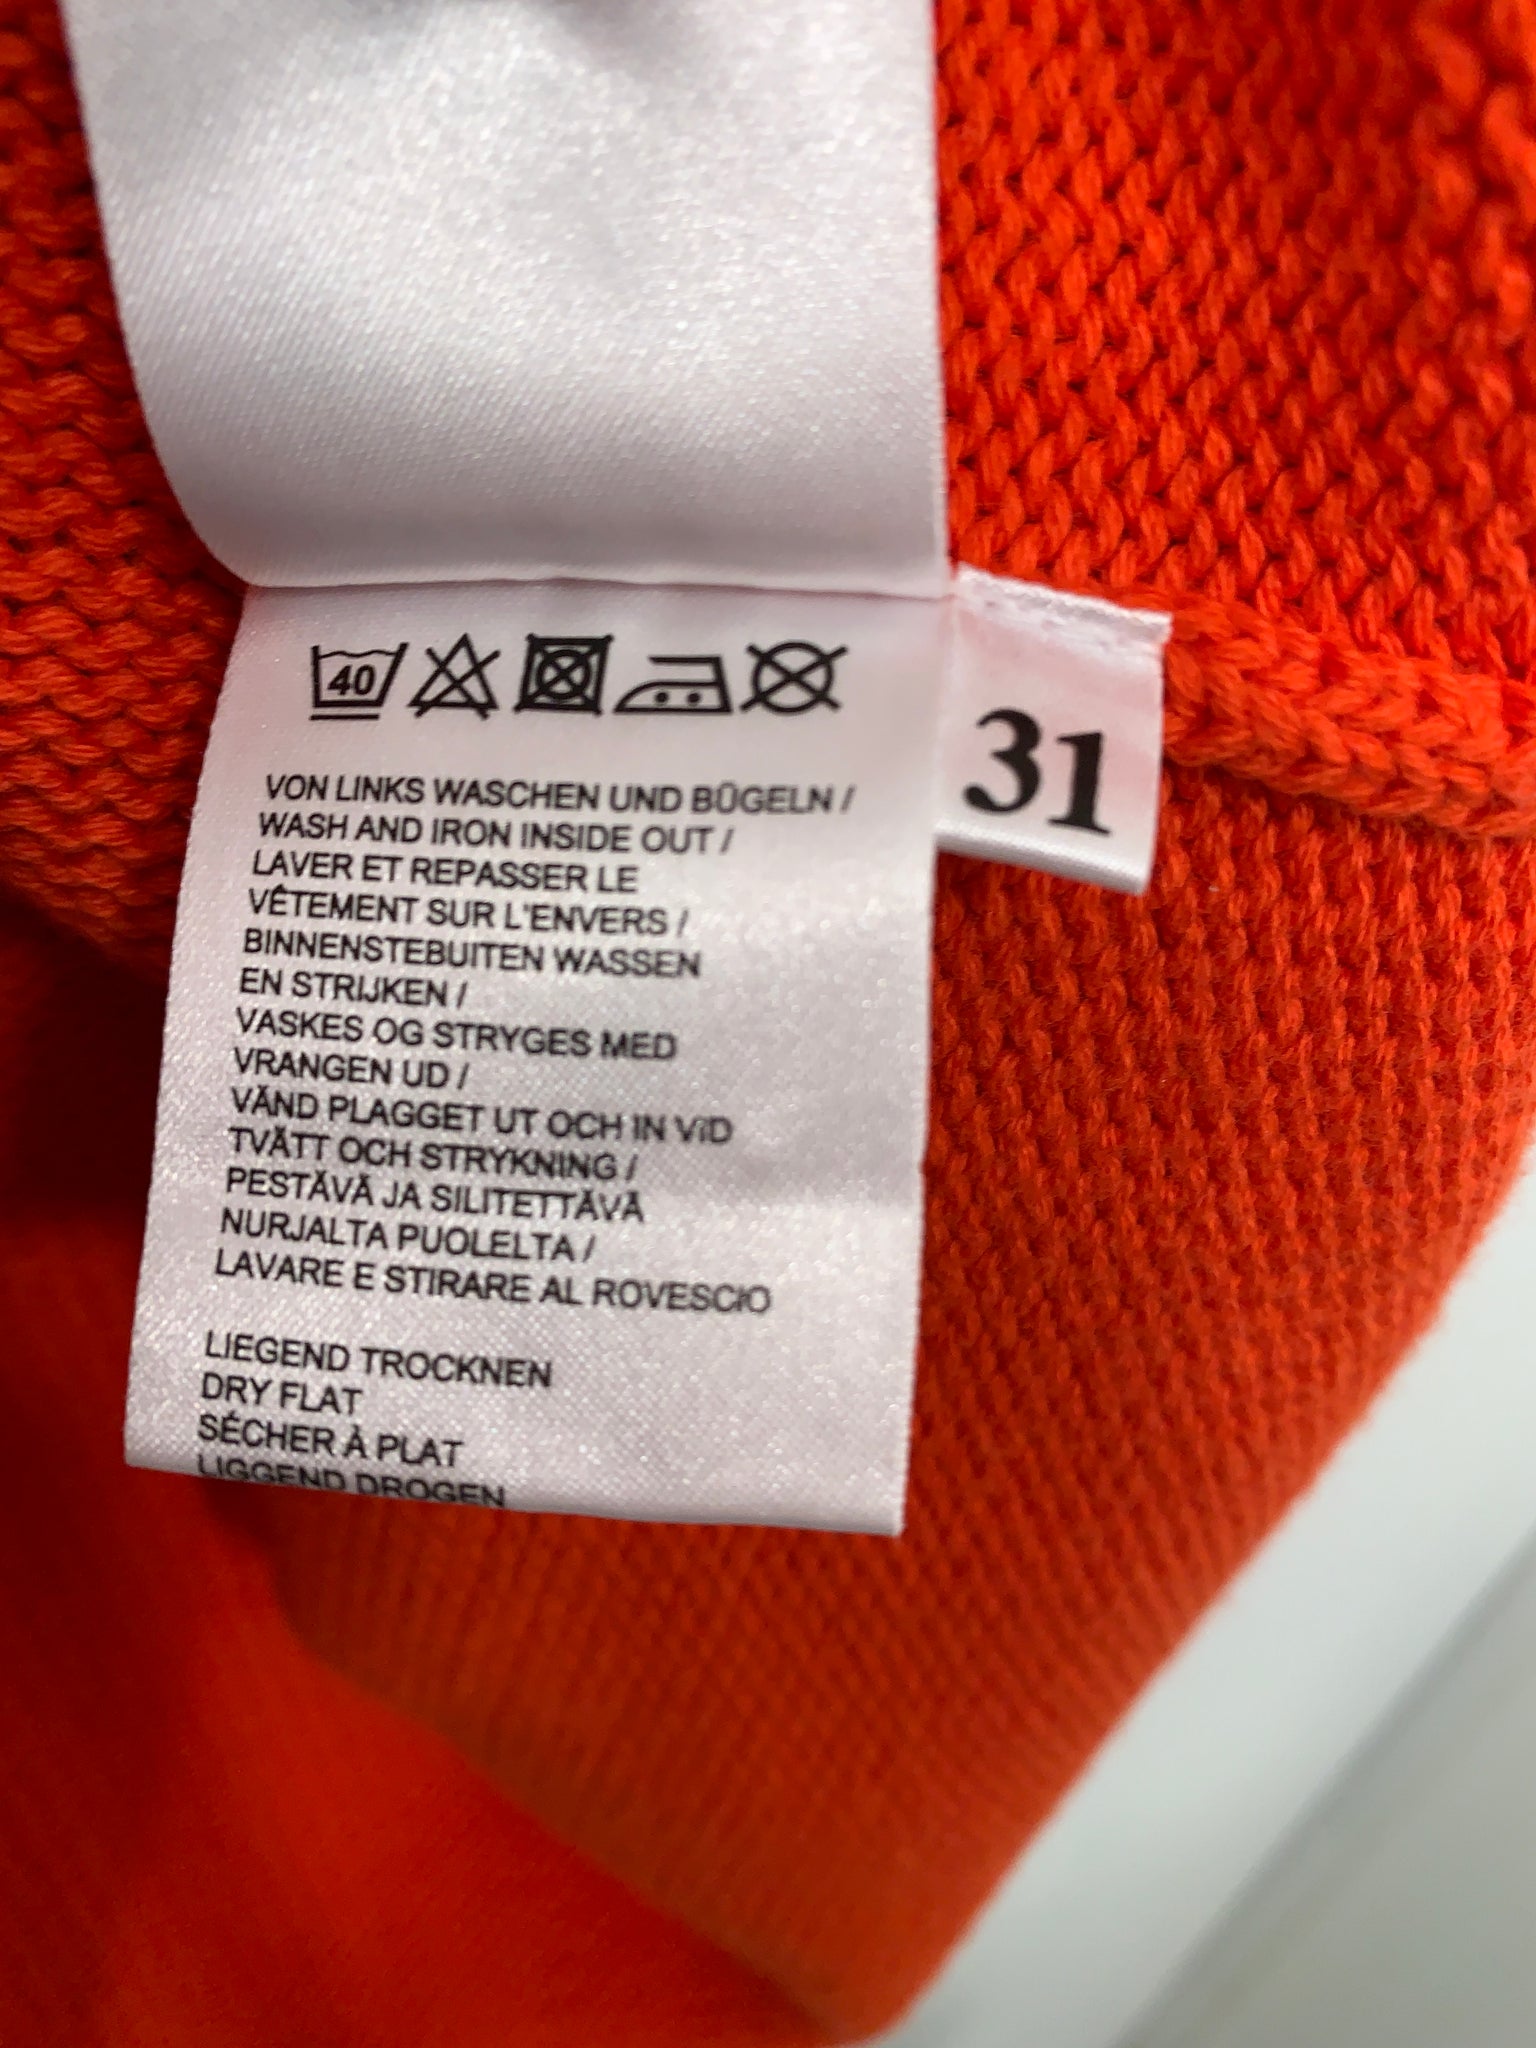 40
31
VON LINKS WASCHEN UND BÜGELN /
WASH AND IRON INSIDE OUT /
LAVER ET REPASSER LE
VÊTEMENT SUR L'ENVERS /
BINNENSTEBUITEN WASSEN
EN STRIJKEN /
VASKES OG STRYGES MED
VRANGEN UD /
VÄND PLAGGET UT OCH IN ViD
TVÄTT OCH STRYKNING /
PESTÄVÄ JA SILITETTÄVÄ
NURJALTA PUOLELTA /
LAVARE E STIRARE AL ROVESCIO
LIEGEND TROCKNEN
DRY FLAT
SÉCHER À PLAT
LIGGEND DROGEN